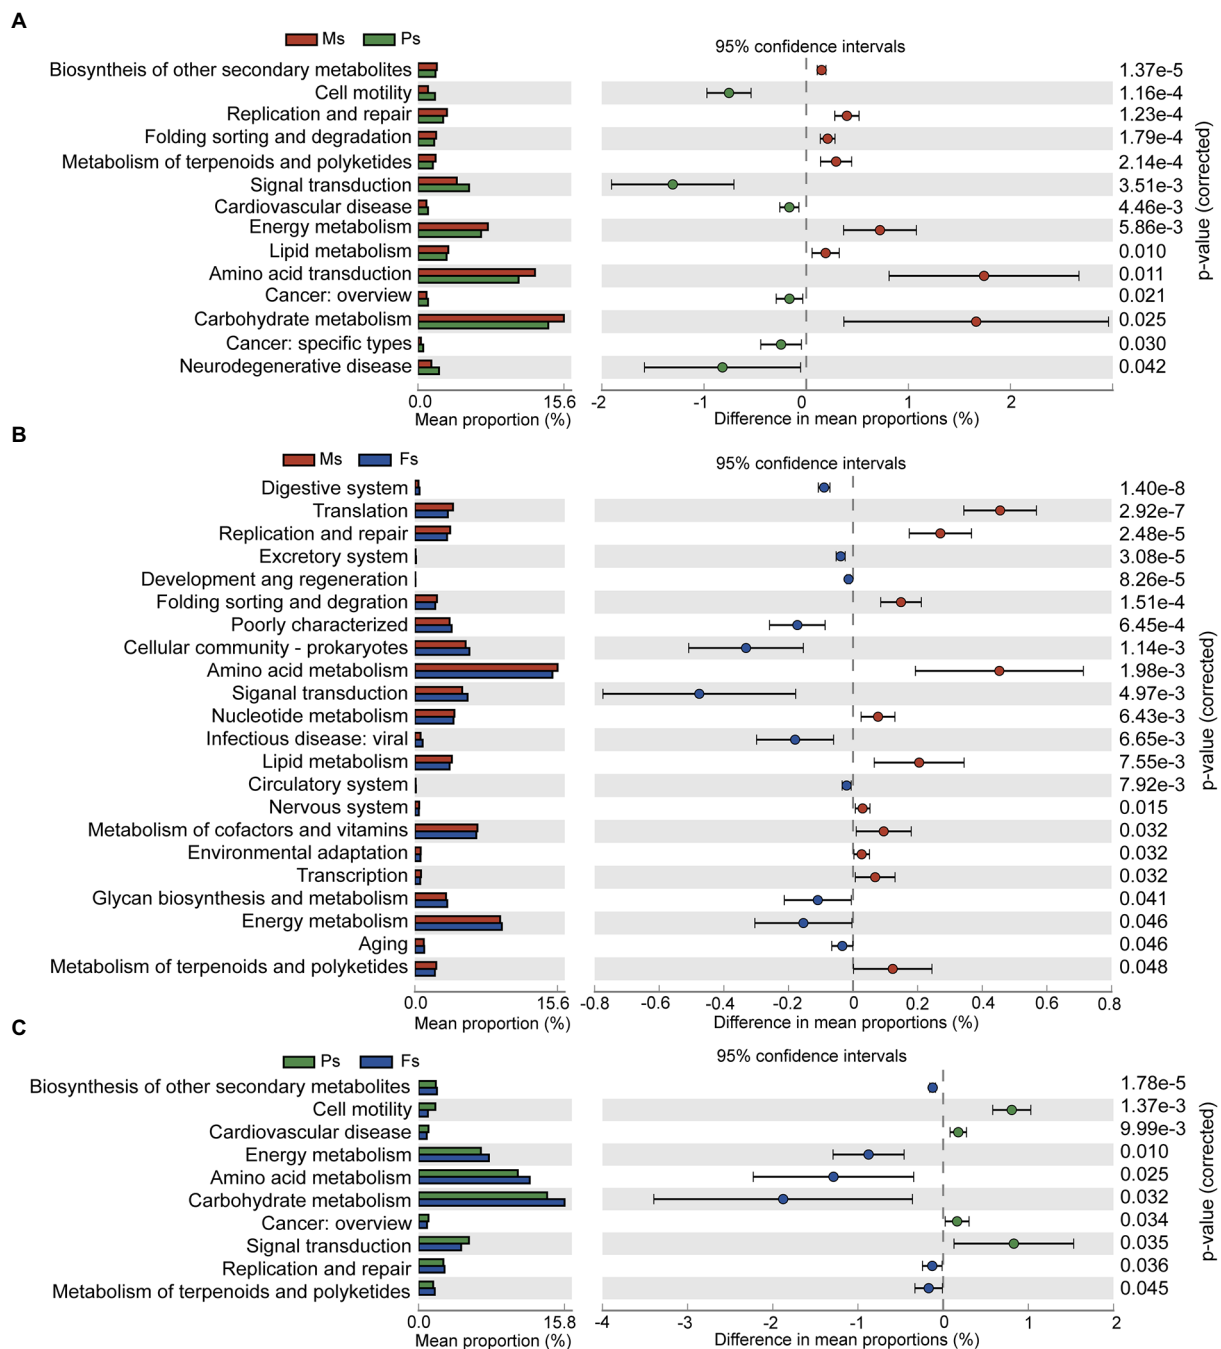 A
Ms Ps
95% confidence intervals
Biosyntheis of other secondary metabolites 1.37e-5
Cell motility 1.16e-4
Replication and repair 1.23e-4
Folding sorting and degradation 1.79e-4
Metabolism of terpenoids and polyketides 2.14e-4
Signal transduction 3.51e-3
Cardiovascular disease 4.46e-3
Energy metabolism 5.86e-3
Lipid metabolism 0.010
Amino acid transduction 0.011
Cancer: overview 0.021
Carbohydrate metabolism 0.025
Cancer: specific types 0.030
Neurodegenerative disease 0.042
p-value (corrected)
0.0 15.6 -2 -1 0 1 2
Mean proportion (%) Difference in mean proportions (%)
B
Ms Fs
95% confidence intervals
Digestive system 1.40e-8
Translation 2.92e-7
Replication and repair 2.48e-5
Excretory system 3.08e-5
Development ang regeneration 8.26e-5
Folding sorting and degration 1.51e-4
Poorly characterized 6.45e-4
Cellular community - prokaryotes 1.14e-3
Amino acid metabolism 1.98e-3
Siganal transduction 4.97e-3
Nucleotide metabolism 6.43e-3
Infectious disease: viral 6.65e-3
Lipid metabolism 7.55e-3
Circulatory system 7.92e-3
Nervous system 0.015
Metabolism of cofactors and vitamins 0.032
Environmental adaptation 0.032
Transcription 0.032
Glycan biosynthesis and metabolism 0.041
Energy metabolism 0.046
Aging 0.046
Metabolism of terpenoids and polyketides 0.048
p-value (corrected)
0.0 15.6 -0.8 -0.6 -0.4 -0.2 0 0.2 0.4 0.6 0.8
Mean proportion (%) Difference in mean proportions (%)
C
Ps Fs
95% confidence intervals
Biosynthesis of other secondary metabolites 1.78e-5
Cell motility 1.37e-3
Cardiovascular disease 9.99e-3
Energy metabolism 0.010
Amino acid metabolism 0.025
Carbohydrate metabolism 0.032
Cancer: overview 0.034
Signal transduction 0.035
Replication and repair 0.036
Metabolism of terpenoids and polyketides 0.045
p-value (corrected)
0.0 15.8 -4 -3 -2 -1 0 1 2
Mean proportion (%) Difference in mean proportions (%)